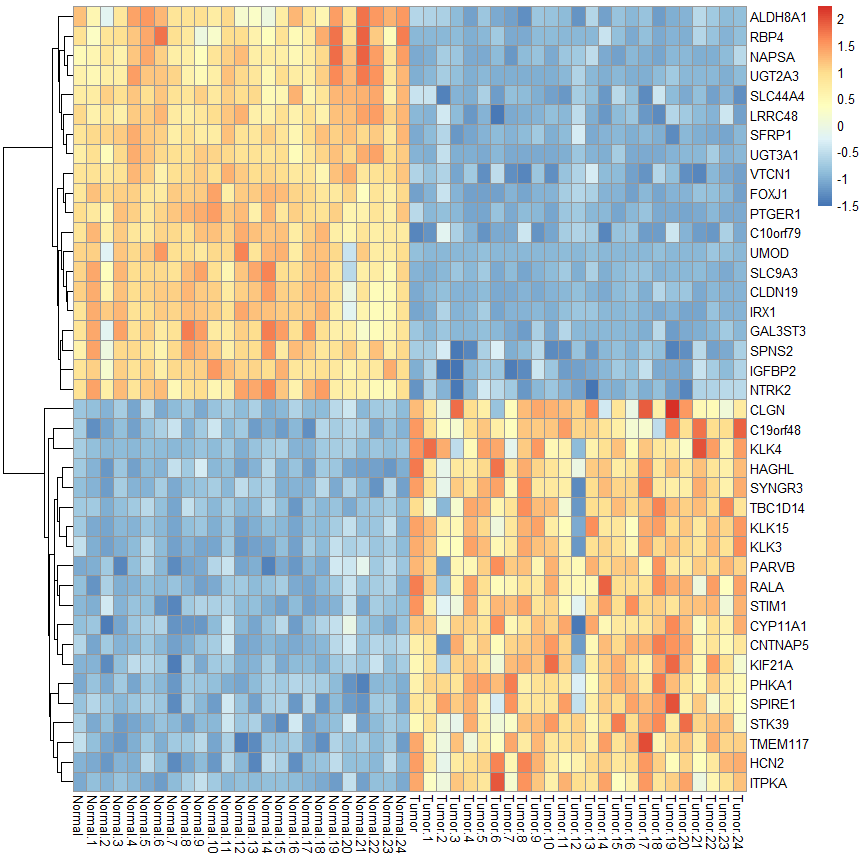 ALDH8A1
RBP4
NAPSA
UGT2A3
SLC44A4
LRRC48
SFRP1
UGT3A1
VTCN1
FOXJ1
PTGER1
C10orf79
UMOD
SLC9A3
CLDN19
IRX1
GAL3ST3
SPNS2
IGFBP2
NTRK2
CLGN
C19orf48
KLK4
HAGHL
SYNGR3
TBC1D14
KLK15
KLK3
PARVB
RALA
STIM1
CYP11A1
CNTNAP5
KIF21A
PHKA1
SPIRE1
STK39
TMEM117
HCN2
ITPKA
2
1.5
1
0.5
0
-0.5
-1
-1.5
Normal
Normal.1
Normal.2
Normal.3
Normal.4
Normal.5
Normal.6
Normal.7
Normal.8
Normal.9
Normal.10
Normal.11
Normal.12
Normal.13
Normal.14
Normal.15
Normal.16
Normal.17
Normal.18
Normal.19
Normal.20
Normal.21
Normal.22
Normal.23
Normal.24
Tumor
Tumor.1
Tumor.2
Tumor.3
Tumor.4
Tumor.5
Tumor.6
Tumor.7
Tumor.8
Tumor.9
Tumor.10
Tumor.11
Tumor.12
Tumor.13
Tumor.14
Tumor.15
Tumor.16
Tumor.17
Tumor.18
Tumor.19
Tumor.20
Tumor.21
Tumor.22
Tumor.23
Tumor.24